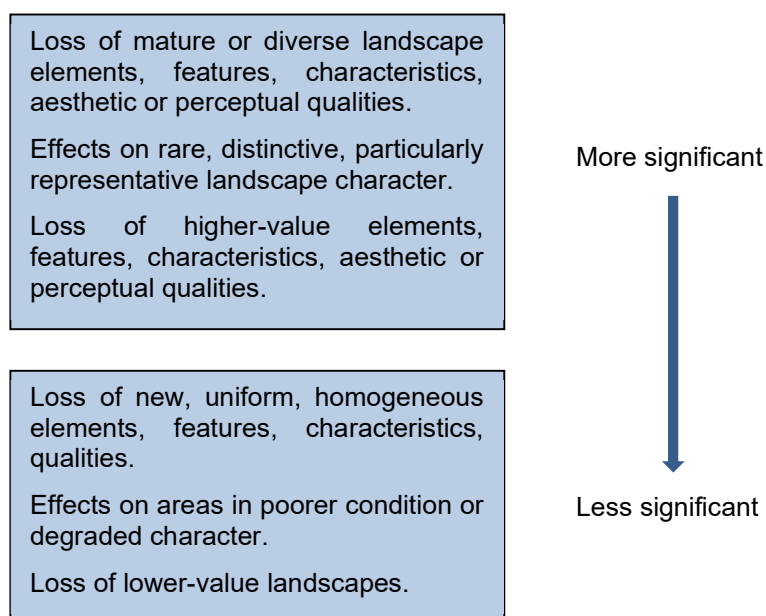 Loss of mature or diverse landscape
elements, features, characteristics,
aesthetic or perceptual qualities.
Effects on rare, distinctive, particularly
representative landscape character.
Loss of higher-value elements,
features, characteristics, aesthetic or
perceptual qualities.
More significant
Loss of new, uniform, homogeneous
elements, features, characteristics,
qualities.
Effects on areas in poorer condition or
degraded character.
Loss of lower-value landscapes.
Less significant